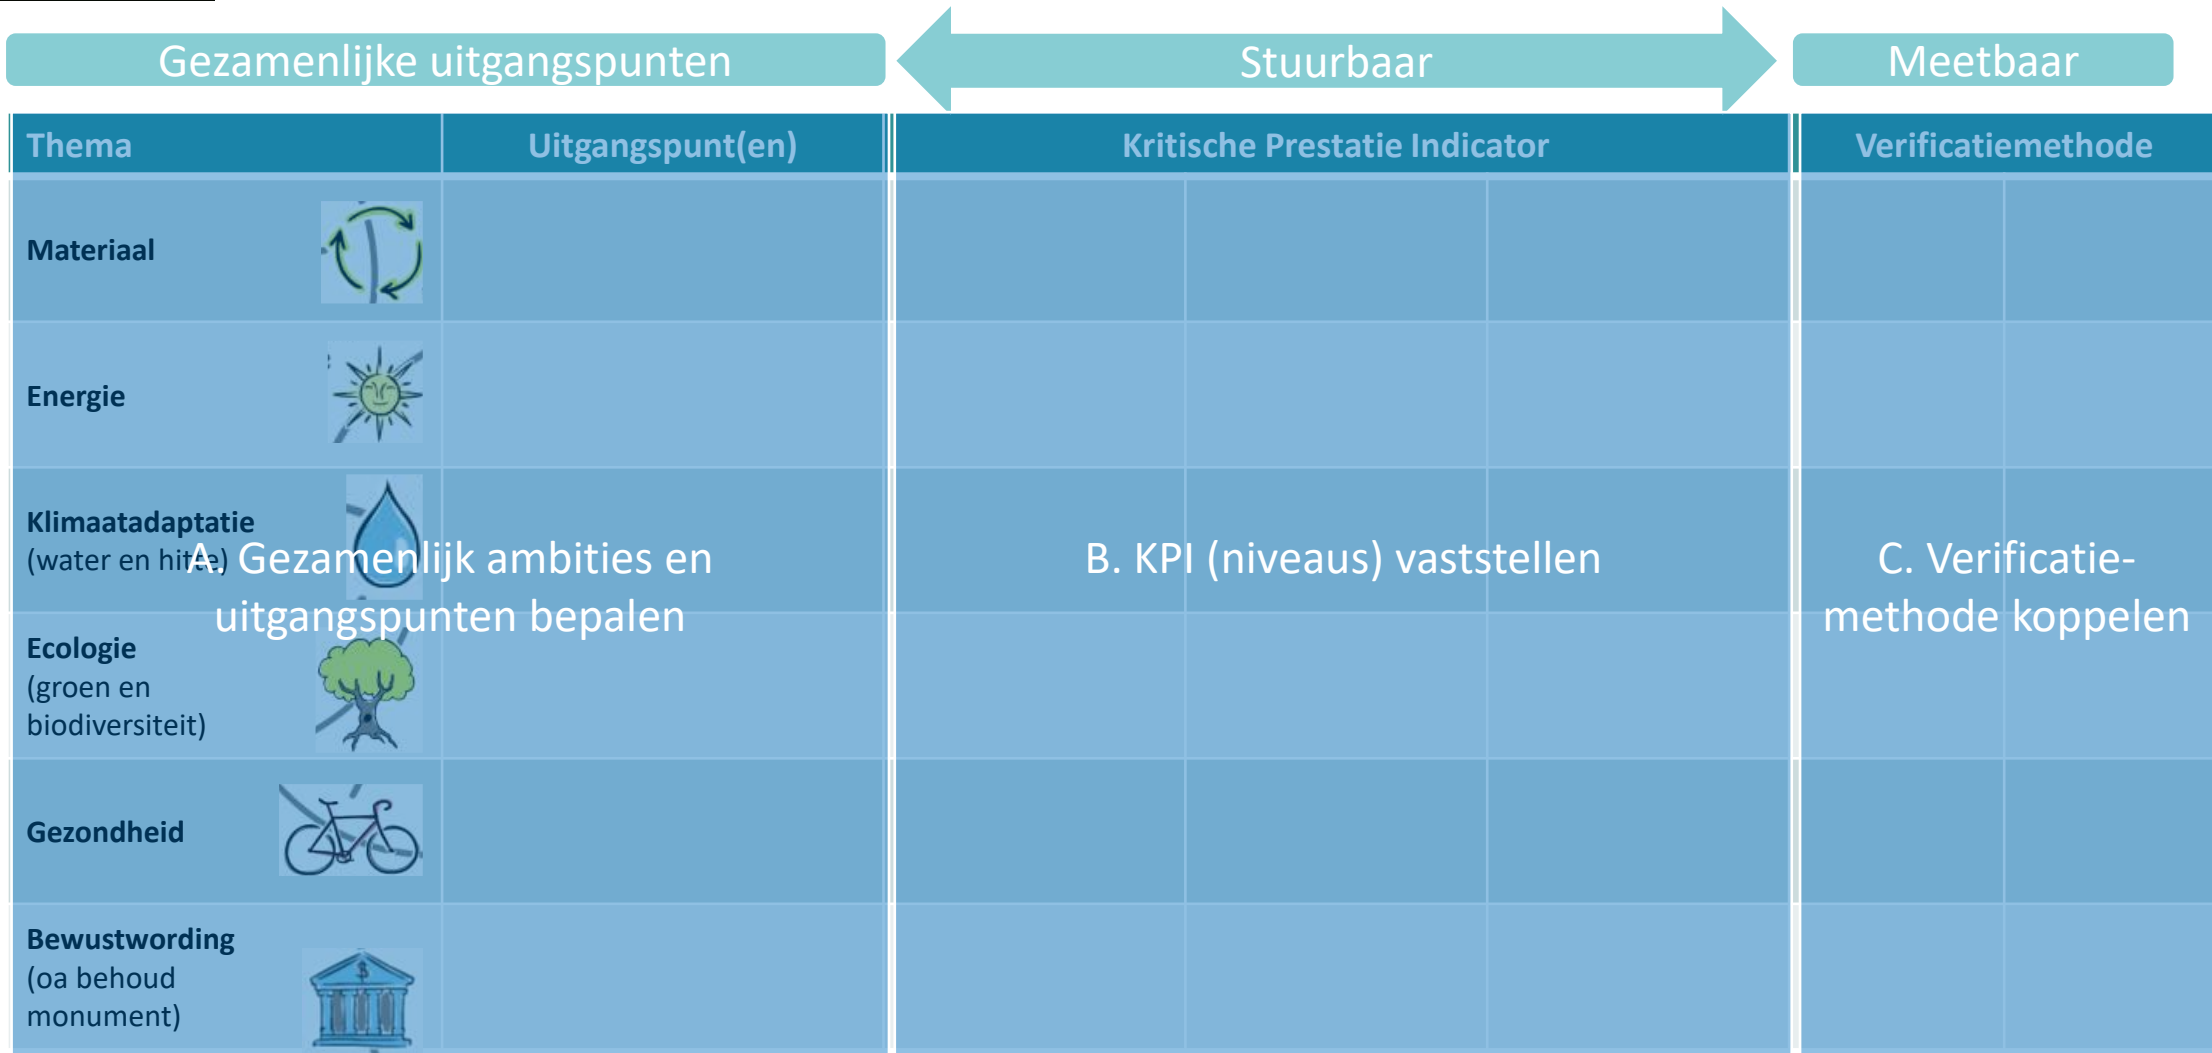 Gezamenlijke uitgangspunten
Stuurbaar
Meetbaar
Thema
Uitgangspunt(en)
Kritische Prestatie Indicator
Verificatiemethode
Materiaal
Energie
Klimaatadaptatie
(water en hitte)
A. Gezamenlijk ambities en
uitgangspunten bepalen
B. KPI (niveaus) vaststellen
C. Verificatie-
methode koppelen
Ecologie
(groen en
biodiversiteit)
Gezondheid
Bewustwording
(oa behoud
monument)